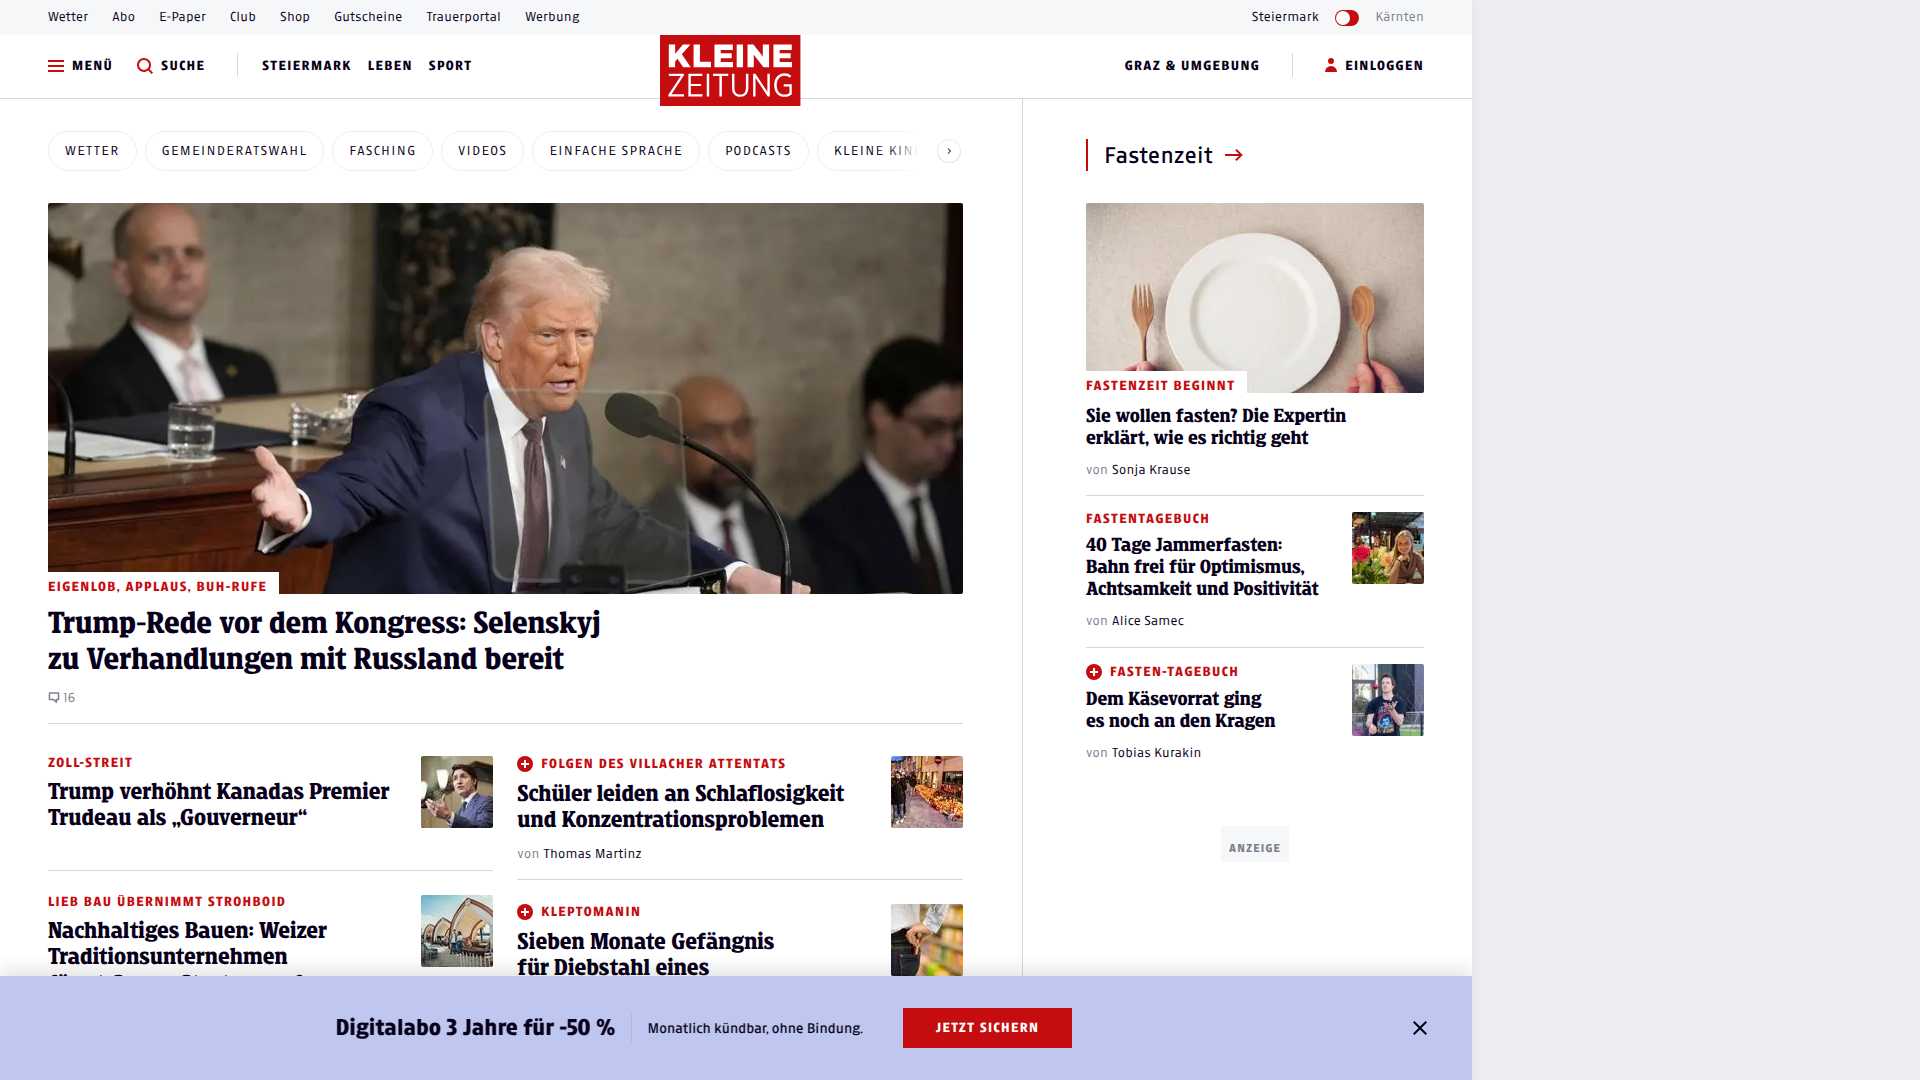 Wetter Abo E-Paper Club Shop Gutscheine Trauerportal Werbung Steiermark Kärnten
MENÜ SUCHE STEIERMARK LEBEN SPORT KLEINE ZEITUNG GRAZ & UMGEBUNG EINLOGGEN
WETTER GEMEINDERATSWAHL FASCHING VIDEOS EINFACHE SPRACHE PODCASTS KLEINE KIN
EIGENLOB, APPLAUS, BUH-RUFE
Trump-Rede vor dem Kongress: Selenskyj
zu Verhandlungen mit Russland bereit
16
ZOLL-STREIT
Trump verhöhnt Kanadas Premier
Trudeau als „Gouverneur“
LIEB BAU ÜBERNIMMT STROHBOID
Nachhaltiges Bauen: Weizer
Traditionsunternehmen
FOLGEN DES VILLACHER ATTENTATS
Schüler leiden an Schlaflosigkeit
und Konzentrationsproblemen
von Thomas Martinz
KLEPTOMANIN
Sieben Monate Gefängnis
für Diebstahl eines
Fastenzeit
FASTENZEIT BEGINNT
Sie wollen fasten? Die Expertin
erklärt, wie es richtig geht
von Sonja Krause
FASTENTAGEBUCH
40 Tage Jammerfasten:
Bahn frei für Optimismus,
Achtsamkeit und Positivität
von Alice Samec
FASTEN-TAGEBUCH
Dem Käsevorrat ging
es noch an den Kragen
von Tobias Kurakin
ANZEIGE
Digitalabo 3 Jahre für -50 % Monatlich kündbar, ohne Bindung. JETZT SICHERN